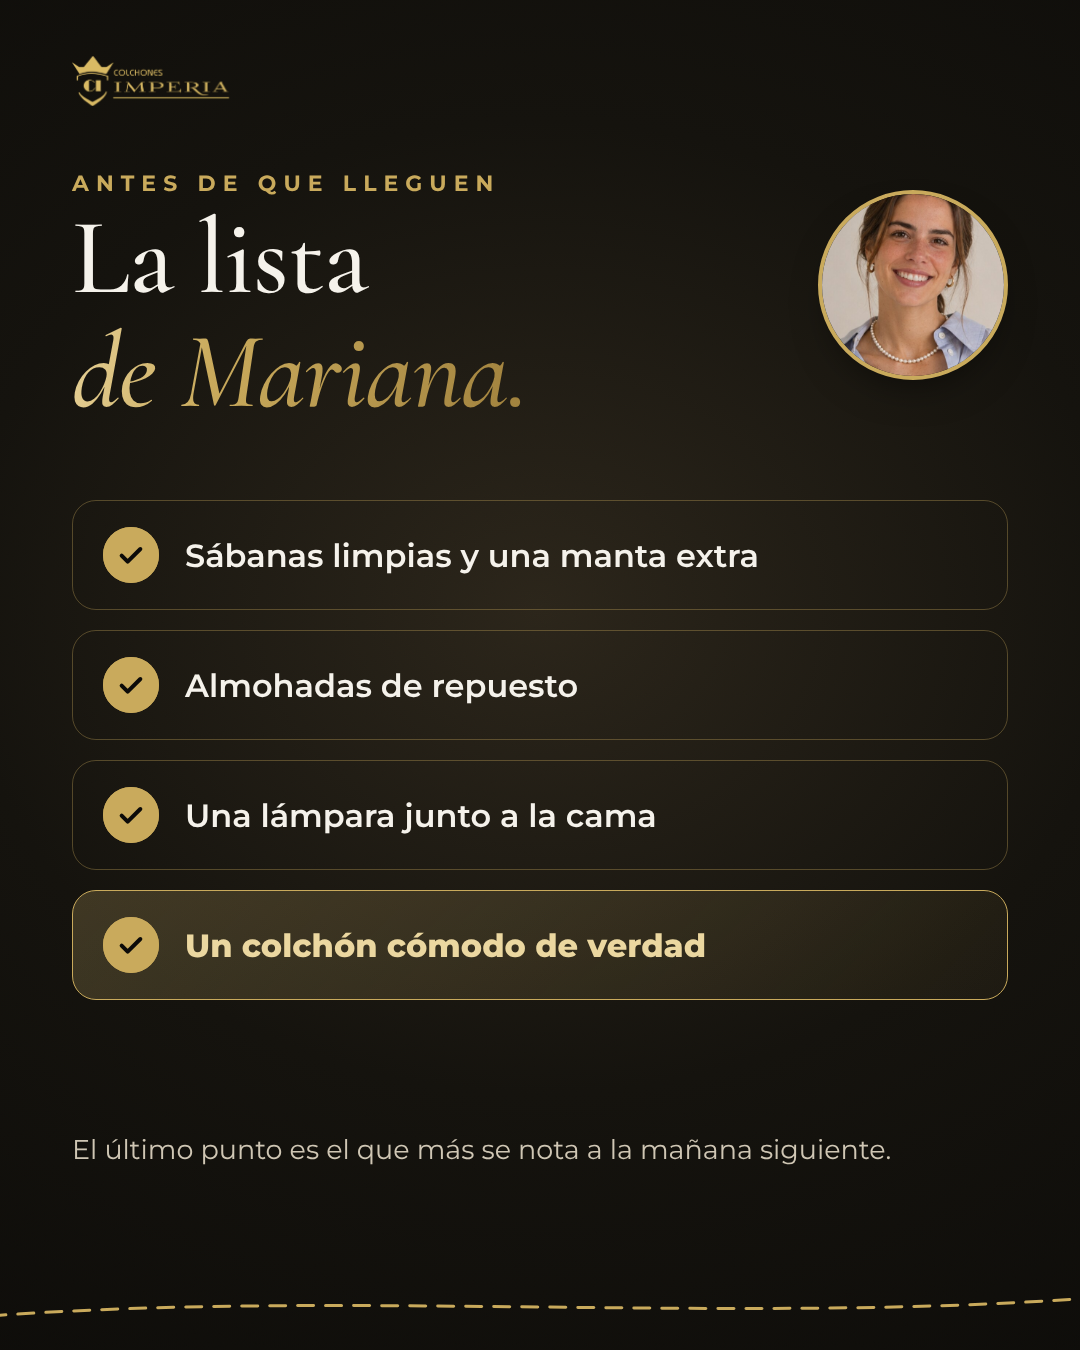 COLCHONES
IMPERIA
ANTES DE QUE LLEGUEN
La lista
de Mariana.
Sábanas limpias y una manta extra
Almohadas de repuesto
Una lámpara junto a la cama
Un colchón cómodo de verdad
El último punto es el que más se nota a la mañana siguiente.